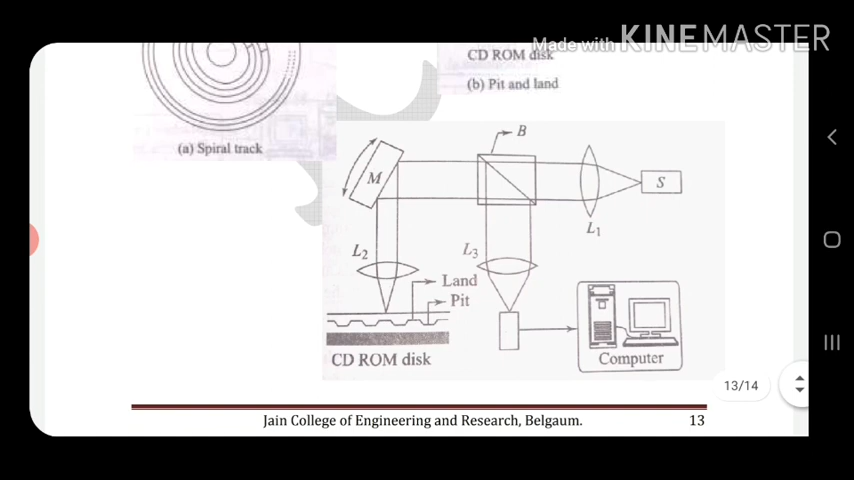 Made with KINEMASTER
CD ROM disk
(b) Pit and land
(a) Spiral track
B
M
S
L1
L2
L3
Land
Pit
CD ROM disk
Computer
13/14
Jain College of Engineering and Research, Belgaum. 13